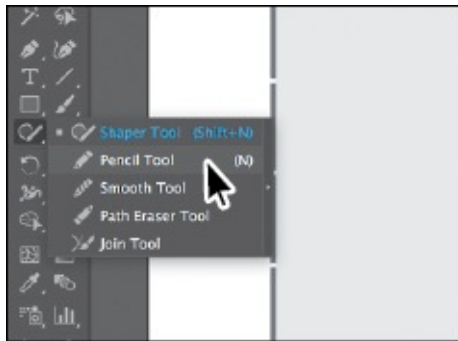 Shaper Tool (Shift+N)
Pencil Tool (N)
Smooth Tool
Path Eraser Tool
Join Tool